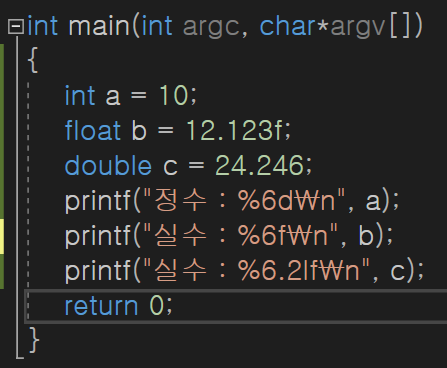 int main(int argc, char*argv[])
{
int a = 10;
float b = 12.123f;
double c = 24.246;
printf("정수 : %6d₩n", a);
printf("실수 : %6f₩n", b);
printf("실수 : %6.2lf₩n", c);
return 0;
}